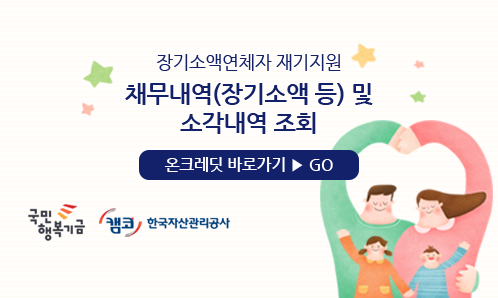 장기소액연체자 재기지원
채무내역(장기소액 등) 및
소각내역 조회
온크레딧 바로가기 ▶ GO
국민
행복기금
캠코 한국자산관리공사